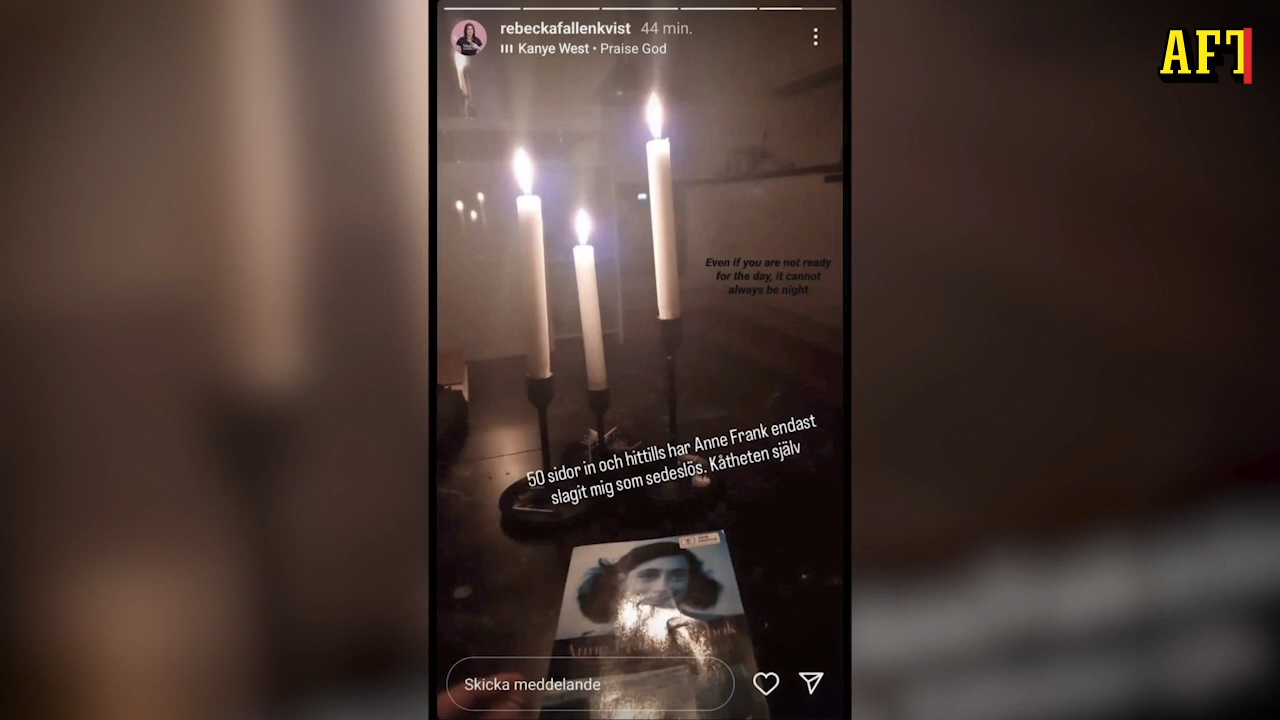 rebeckafallenkvist 44 min.
Kanye West • Praise God
AFT
Even if you are not ready
for the day, it cannot
always be night
50 sidor in och hittills har Anne Frank endast
slagit mig som sedeslös. Kåtheten själv
Anne Frank
Skicka meddelande